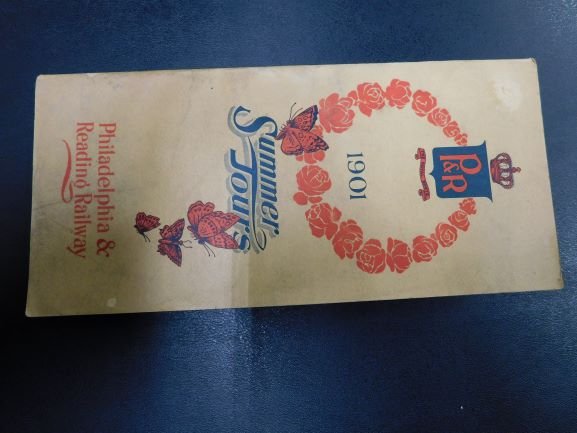 P&R
1901
Summer
Tours
Philadelphia &
Reading Railway